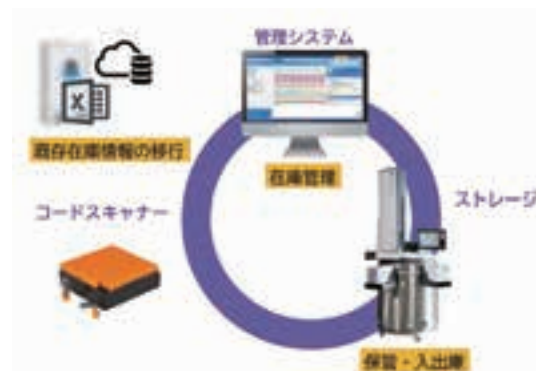 管理システム
既存在庫情報の移行
在庫管理
コードスキャナー
ストレージ
保管・入出庫
X